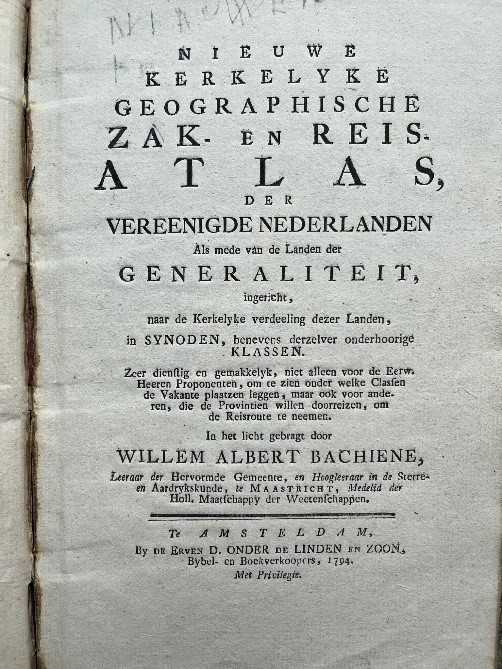 NIEUWE
KERKELYKE
GEOGRAPHISCHE
ZAK- EN REIS-
ATLAS,
DER
VEREENIGDE NEDERLANDEN
Als mede van de Landen der
GENERALITEIT,
ingericht,
naar de Kerkelyke verdeeling dezer Landen,
in SYNODEN, benevens derzelver onderhoorige
KLASSEN.
Zeer dienſtig en gemakkelyk, niet alleen voor de Eerw.
Heeren Proponenten, om te zien onder welke Clasſen
de Vakante plaatzen leggen, maar ook voor ande-
ren, die de Provintien willen doorreizen, om
de Reisroute te neemen.
In het licht gebragt door
WILLEM ALBERT BACHIENE,
Leeraar der Hervormde Gemeente, en Hoogleeraar in de Sterre-
en Aardrykskunde, te MAASTRICHT, Medelid der
Holl. Maatſchappy der Weetenſchappen.
Te AMSTELDAM,
By DE ERVEN D. ONDER DE LINDEN EN ZOON,
Bybel- en Boekverkoopers, 1794.
Met Privilegie.